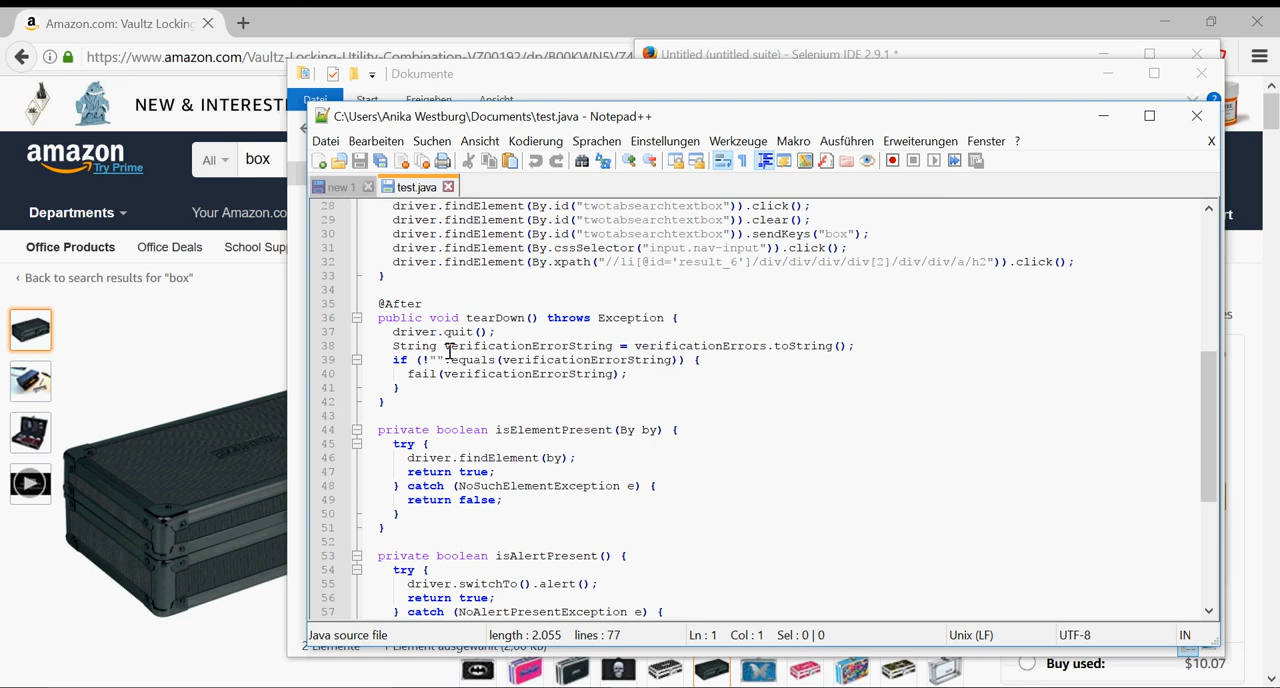 Amazon.com: Vaultz Locking
https://www.amazon.com/Vaultz-Locking-Utility-Combination-VZ00192/dp/B00KWN5VZ4
Untitled (untitled suite) - Selenium IDE 2.9.1 *
Dokumente
Datei Start Freigeben Ansicht
NEW & INTERESTI
amazon
Try Prime
All box
Departments Your Amazon.co
Office Products Office Deals School Supp
‹ Back to search results for "box"
C:\Users\Anika Westburg\Documents\test.java - Notepad++
Datei Bearbeiten Suchen Ansicht Kodierung Sprachen Einstellungen Werkzeuge Makro Ausführen Erweiterungen Fenster ? X
new 1 test.java
28 driver.findElement(By.id("twotabsearchtextbox")).click();
29 driver.findElement(By.id("twotabsearchtextbox")).clear();
30 driver.findElement(By.id("twotabsearchtextbox")).sendKeys("box");
31 driver.findElement(By.cssSelector("input.nav-input")).click();
32 driver.findElement(By.xpath("//li[@id='result_6']/div/div/div/div[2]/div/div/a/h2")).click();
33 }
34
35 @After
36 public void tearDown() throws Exception {
37 driver.quit();
38 String verificationErrorString = verificationErrors.toString();
39 if (!"".equals(verificationErrorString)) {
40 fail(verificationErrorString);
41 }
42 }
43
44 private boolean isElementPresent(By by) {
45 try {
46 driver.findElement(by);
47 return true;
48 } catch (NoSuchElementException e) {
49 return false;
50 }
51 }
52
53 private boolean isAlertPresent() {
54 try {
55 driver.switchTo().alert();
56 return true;
57 } catch (NoAlertPresentException e) {
Java source file length : 2.055 lines : 77 Ln : 1 Col : 1 Sel : 0 | 0 Unix (LF) UTF-8 IN
2 Elemente 1 Element ausgewählt (2,00 KB)
Buy used: $10.07